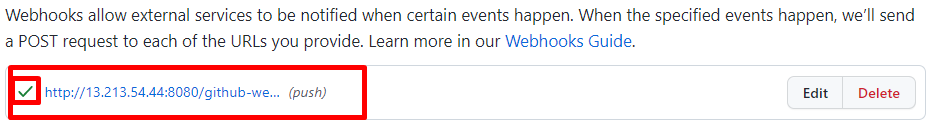 Webhooks allow external services to be notified when certain events happen. When the specified events happen, we’ll send
a POST request to each of the URLs you provide. Learn more in our Webhooks Guide.
http://13.213.54.44:8080/github-we... (push) Edit Delete